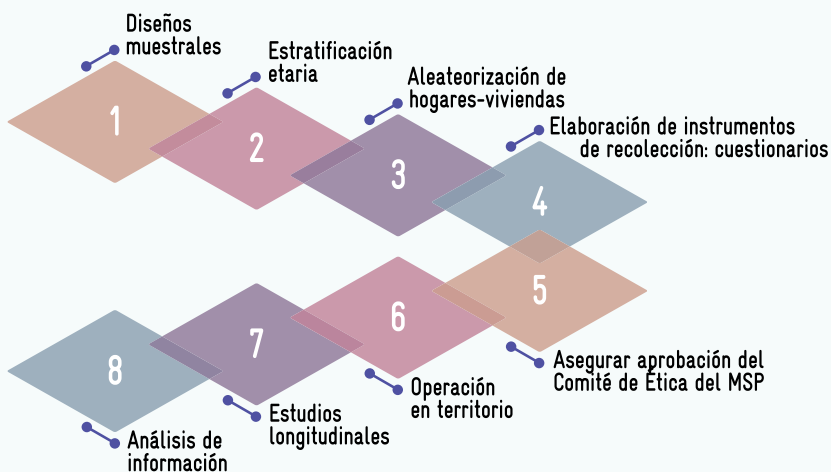 1
Diseños
muestrales
2
Estratificación
etaria
3
Aleateorización de
hogares-viviendas
4
Elaboración de instrumentos
de recolección: cuestionarios
5
Asegurar aprobación del
Comité de Ética del MSP
6
Operación
en territorio
7
Estudios
longitudinales
8
Análisis de
información